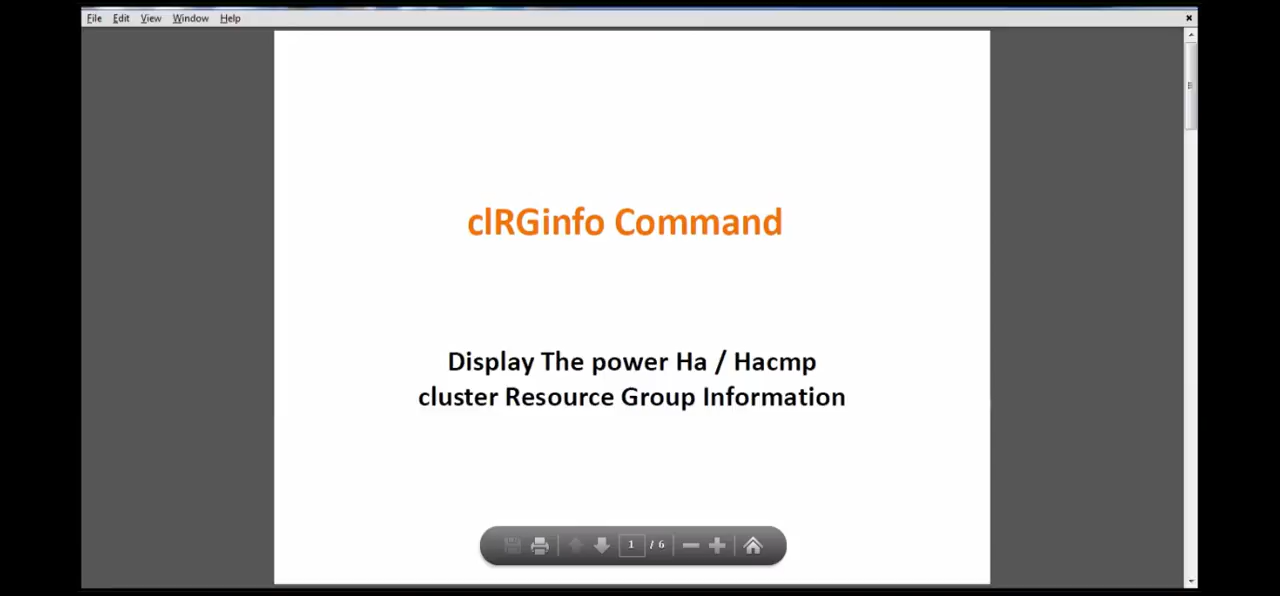 File Edit View Window Help
clRGinfo Command
Display The power Ha / Hacmp
cluster Resource Group Information
1 / 6